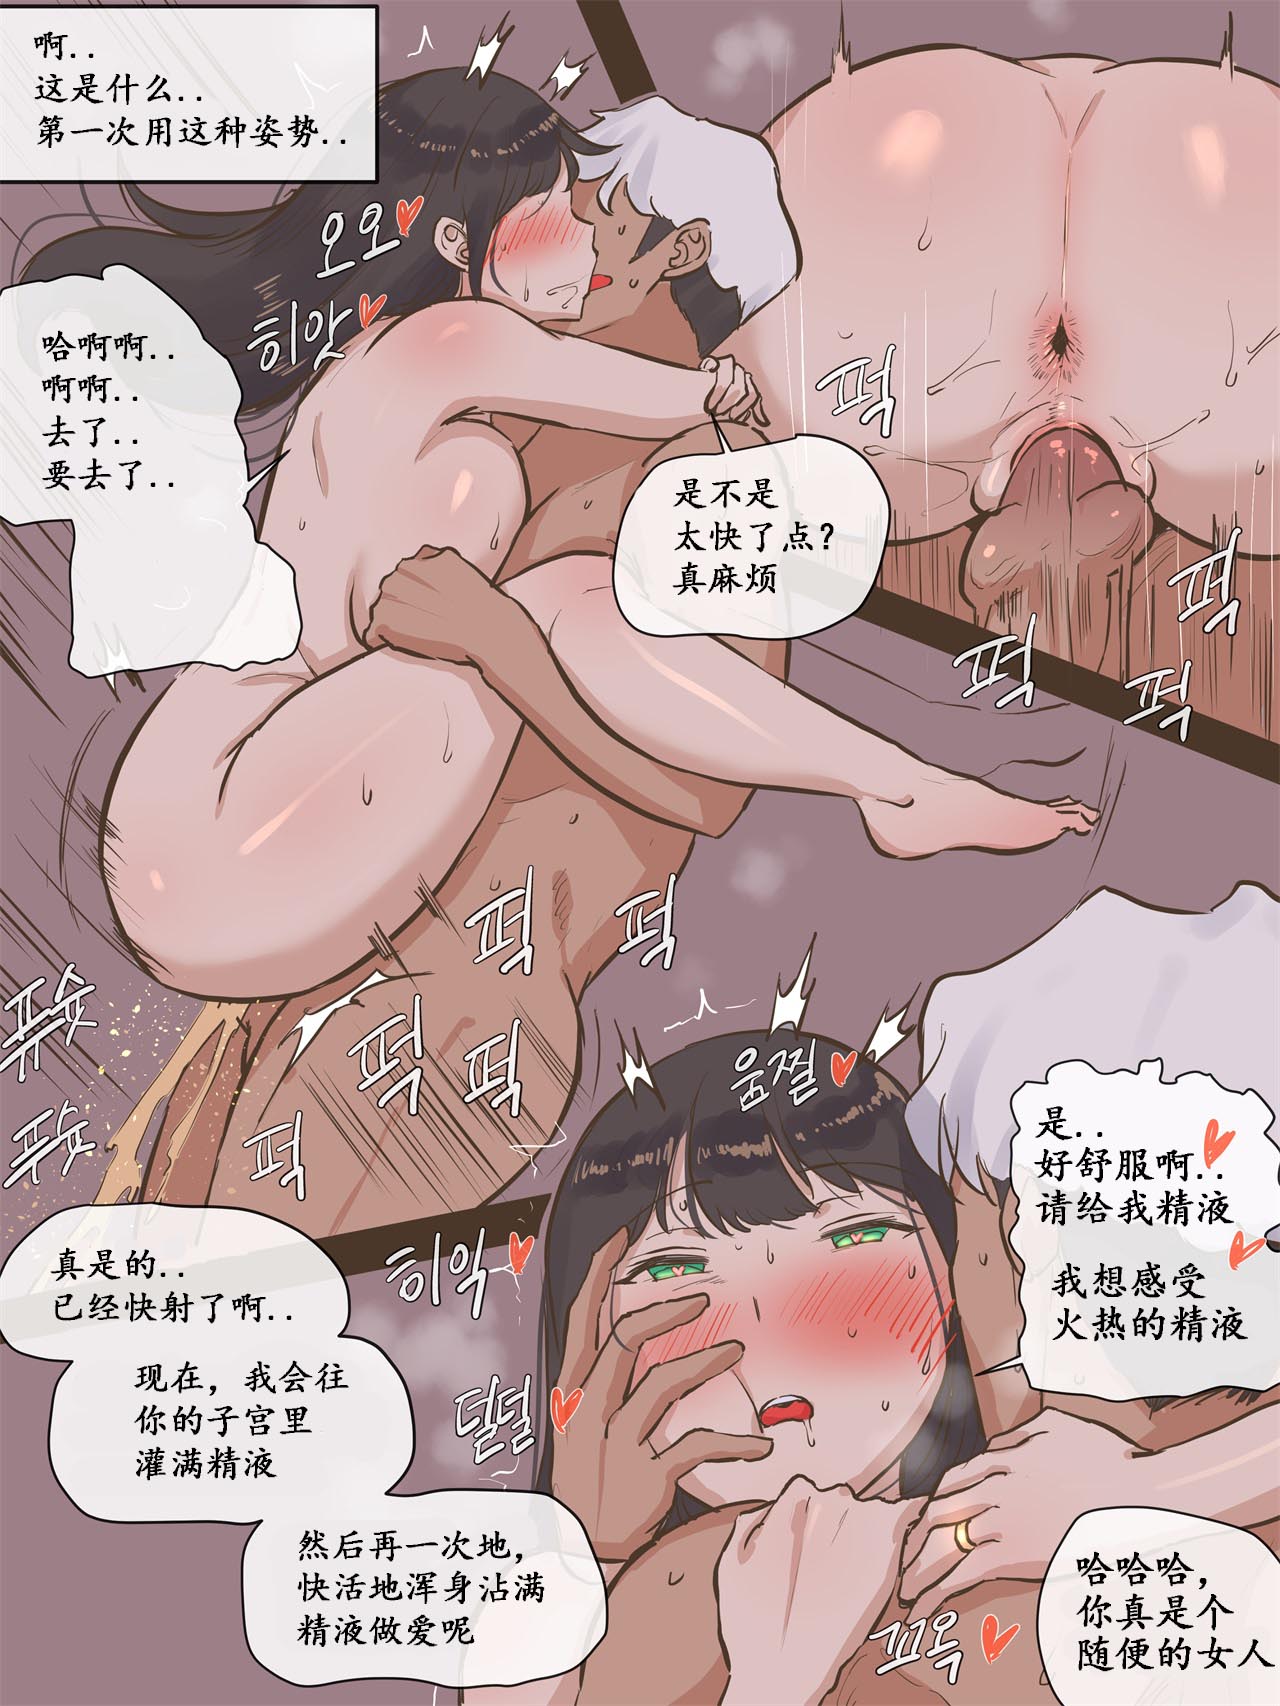 啊..
这是什么..
第一次用这种姿势..
오오
히앗
哈啊啊..
啊啊..
去了..
要去了..
是不是
太快了点？
真麻烦
퍽
퍽
퍽
퍽
퍽
퍽
퍽
퍽
퍽
퓨슛
퓨슛
움찔
是..
好舒服啊..
请给我精液
我想感受
火热的精液
真是的..
已经快射了啊..
现在，我会往
你的子宫里
灌满精液
然后再一次地，
快活地浑身沾满
精液做爱呢
히익
덜덜
꼬옥
哈哈哈，
你真是个
随便的女人